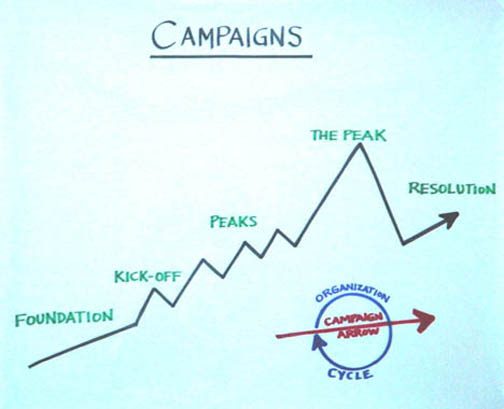 CAMPAIGNS
THE PEAK
RESOLUTION
PEAKS
KICK-OFF
FOUNDATION
ORGANIZATION
CAMPAIGN
ARROW
CYCLE